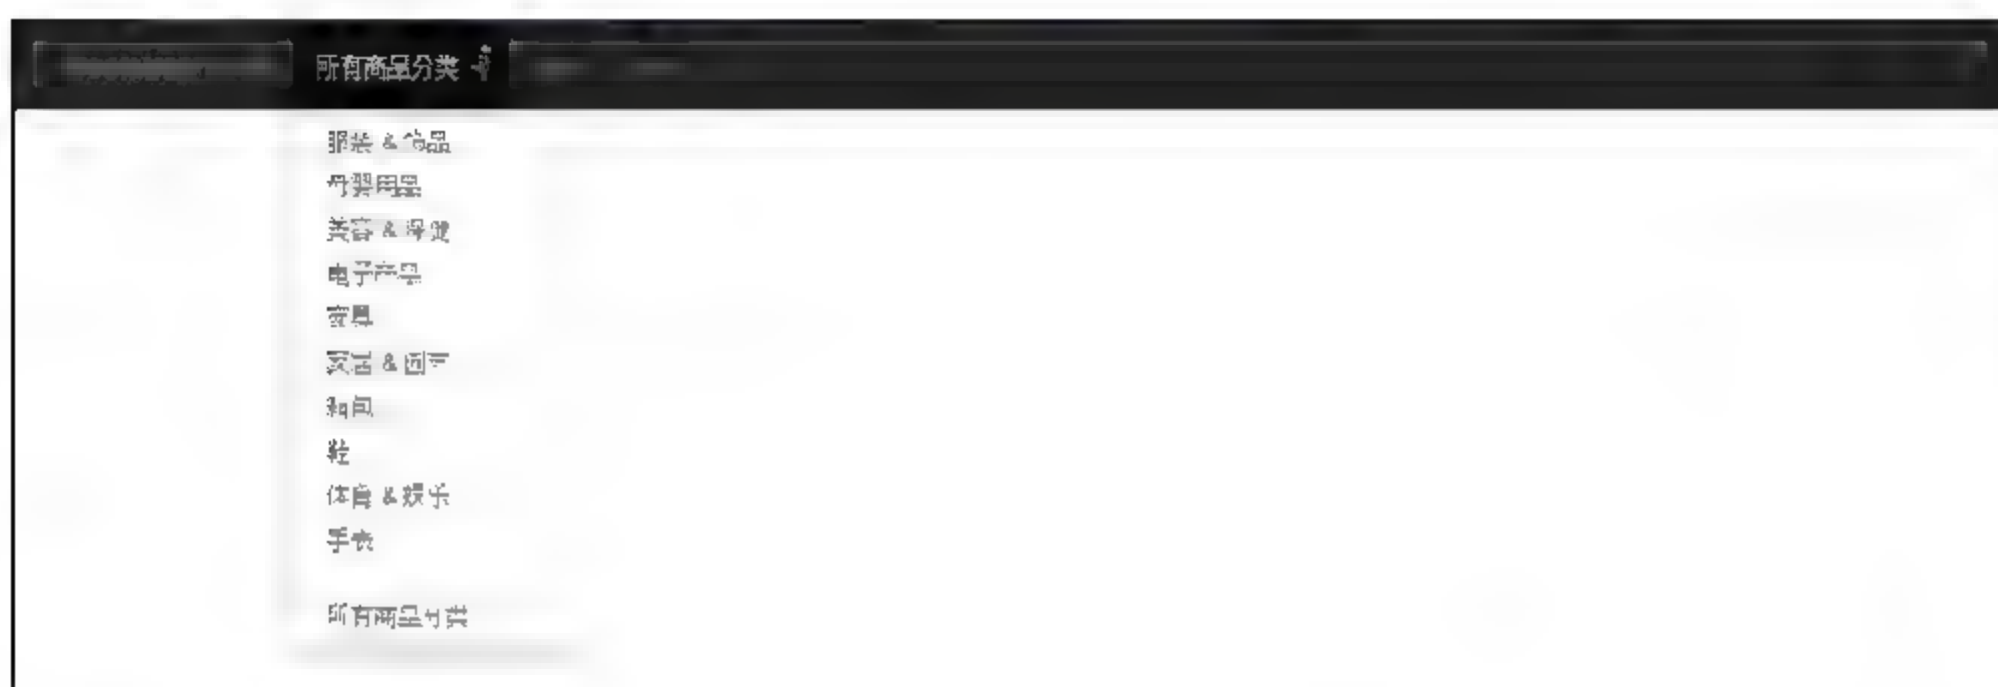 所有商品分类
服装 & 饰品
母婴用品
美容 & 保健
电子产品
家具
家居 & 园艺
箱包
鞋
体育 & 娱乐
手表
所有商品分类